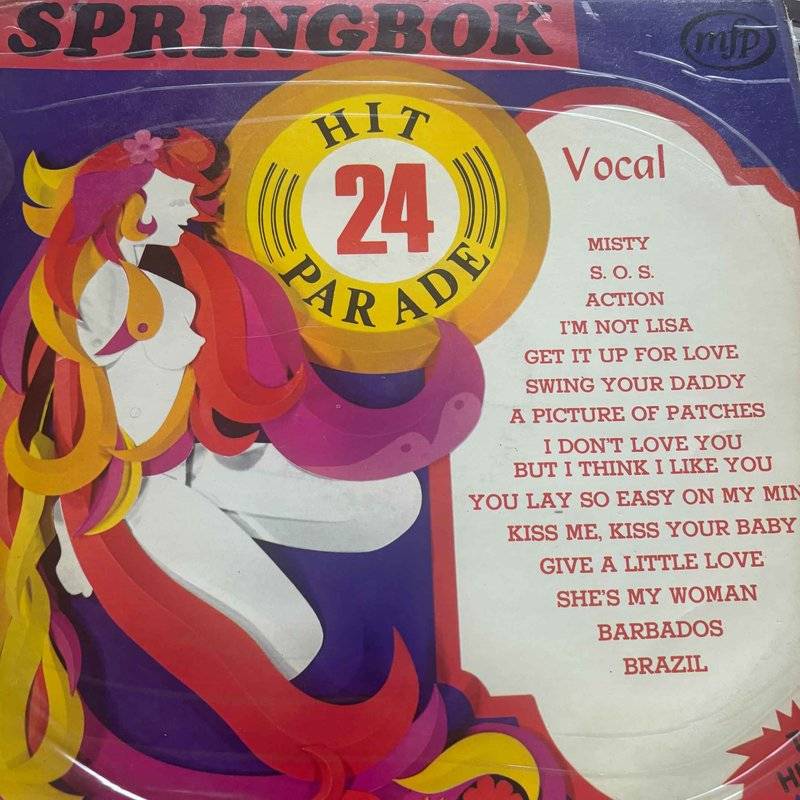 SPRINGBOK
mfp
HIT
24
PARADE
Vocal
MISTY
S. O. S.
ACTION
I'M NOT LISA
GET IT UP FOR LOVE
SWING YOUR DADDY
A PICTURE OF PATCHES
I DON'T LOVE YOU
BUT I THINK I LIKE YOU
YOU LAY SO EASY ON MY
KISS ME, KISS YOUR BABY
GIVE A LITTLE LOVE
SHE'S MY WOMAN
BARBADOS
BRAZIL